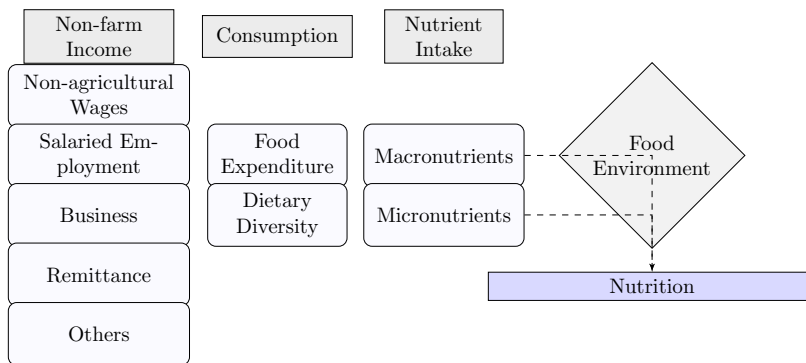 Non-farm
Income
Consumption
Nutrient
Intake
Non-agricultural
Wages
Salaried Em-
ployment
Food
Expenditure
Macronutrients
Food
Environment
Business
Dietary
Diversity
Micronutrients
Remittance
Nutrition
Others